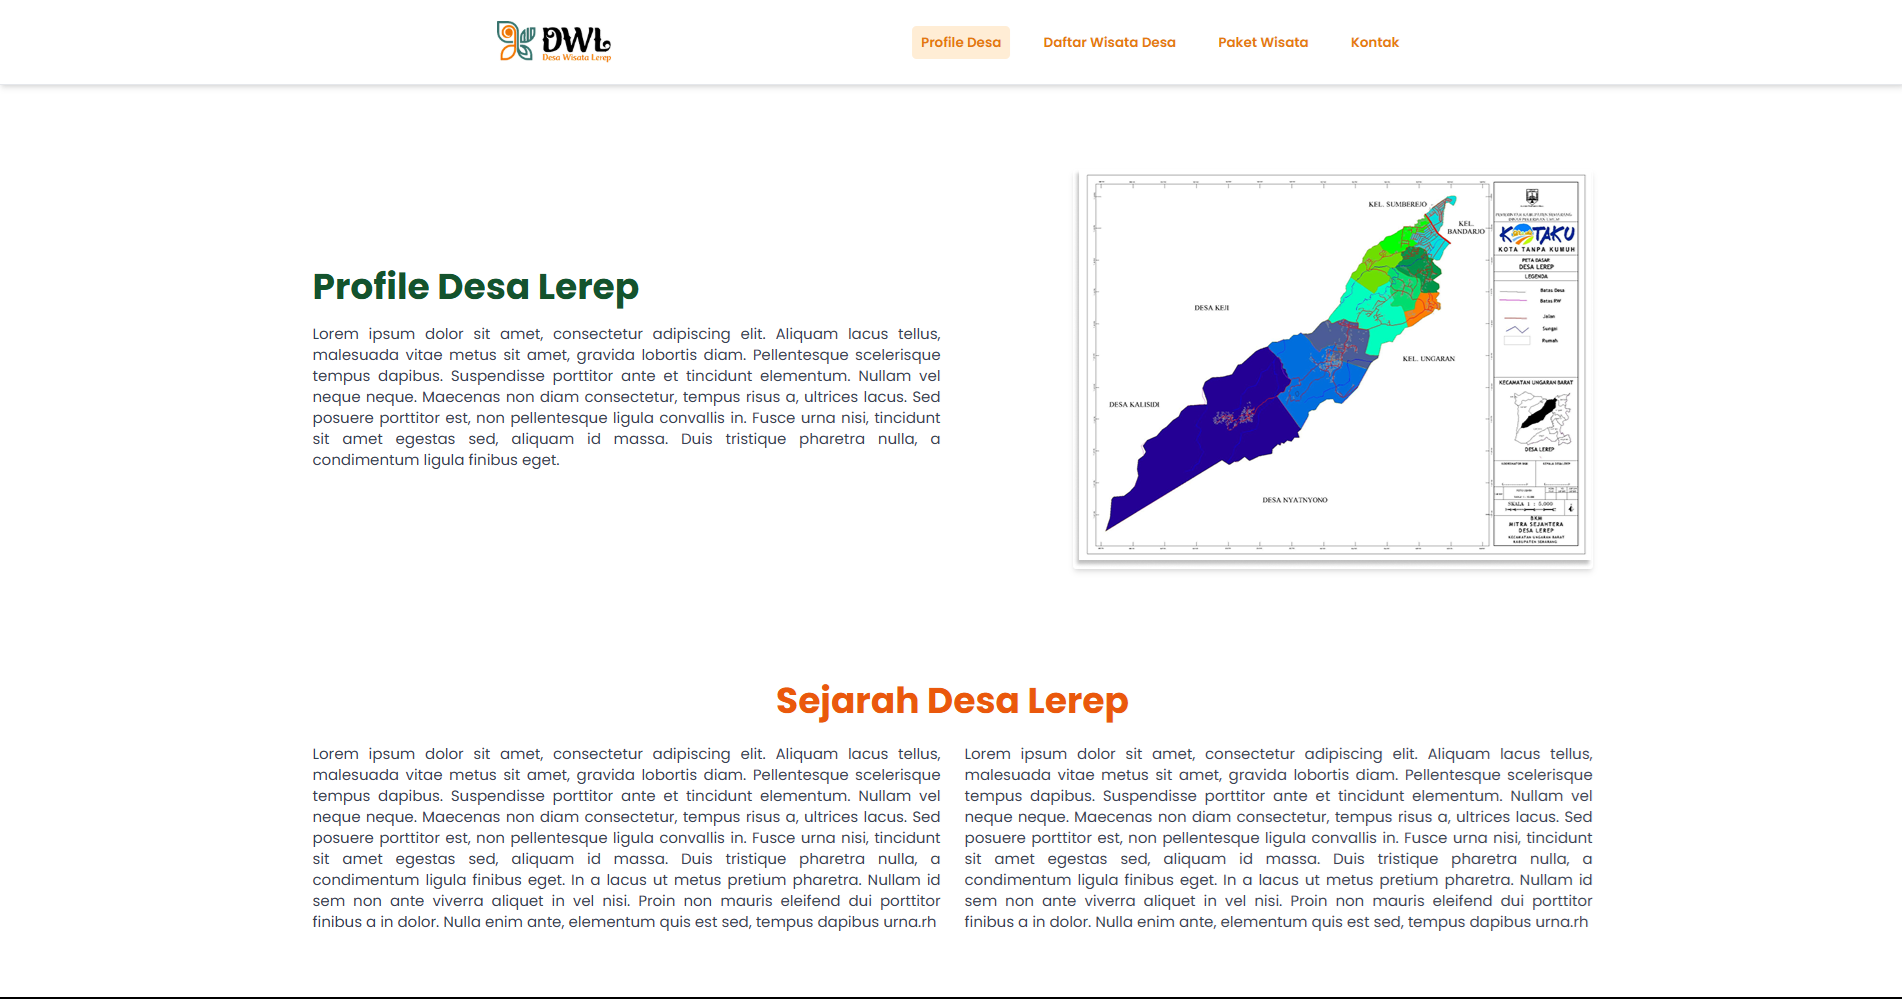 DWL
Desa Wisata Lerep
Profile Desa
Daftar Wisata Desa
Paket Wisata
Kontak
Profile Desa Lerep
Lorem ipsum dolor sit amet, consectetur adipiscing elit. Aliquam lacus tellus,
malesuada vitae metus sit amet, gravida lobortis diam. Pellentesque scelerisque
tempus dapibus. Suspendisse porttitor ante et tincidunt elementum. Nullam vel
neque neque. Maecenas non diam consectetur, tempus risus a, ultrices lacus. Sed
posuere porttitor est, non pellentesque ligula convallis in. Fusce urna nisi, tincidunt
sit amet egestas sed, aliquam id massa. Duis tristique pharetra nulla, a
condimentum ligula finibus eget.
KEL. SUMBEREJO
KEL.
BANDARJO
DESA KEJI
KEL. UNGARAN
DESA KALISIDI
DESA NYATNYONO
KOTAKU
KOTA TANPA KUMUH
PETA DASAR
DESA LEREP
LEGENDA
Batas Desa
Batas RW
Jalan
Sungai
Rumah
KECAMATAN UNGARAN BARAT
DESA LEREP
SKALA 1 : 5.000
BKM
MITRA SEJAHTERA
DESA LEREP
KECAMATAN UNGARAN BARAT
KABUPATEN SEMARANG
Sejarah Desa Lerep
Lorem ipsum dolor sit amet, consectetur adipiscing elit. Aliquam lacus tellus,
malesuada vitae metus sit amet, gravida lobortis diam. Pellentesque scelerisque
tempus dapibus. Suspendisse porttitor ante et tincidunt elementum. Nullam vel
neque neque. Maecenas non diam consectetur, tempus risus a, ultrices lacus. Sed
posuere porttitor est, non pellentesque ligula convallis in. Fusce urna nisi, tincidunt
sit amet egestas sed, aliquam id massa. Duis tristique pharetra nulla, a
condimentum ligula finibus eget. In a lacus ut metus pretium pharetra. Nullam id
sem non ante viverra aliquet in vel nisi. Proin non mauris eleifend dui porttitor
finibus a in dolor. Nulla enim ante, elementum quis est sed, tempus dapibus urna.rh
Lorem ipsum dolor sit amet, consectetur adipiscing elit. Aliquam lacus tellus,
malesuada vitae metus sit amet, gravida lobortis diam. Pellentesque scelerisque
tempus dapibus. Suspendisse porttitor ante et tincidunt elementum. Nullam vel
neque neque. Maecenas non diam consectetur, tempus risus a, ultrices lacus. Sed
posuere porttitor est, non pellentesque ligula convallis in. Fusce urna nisi, tincidunt
sit amet egestas sed, aliquam id massa. Duis tristique pharetra nulla, a
condimentum ligula finibus eget. In a lacus ut metus pretium pharetra. Nullam id
sem non ante viverra aliquet in vel nisi. Proin non mauris eleifend dui porttitor
finibus a in dolor. Nulla enim ante, elementum quis est sed, tempus dapibus urna.rh